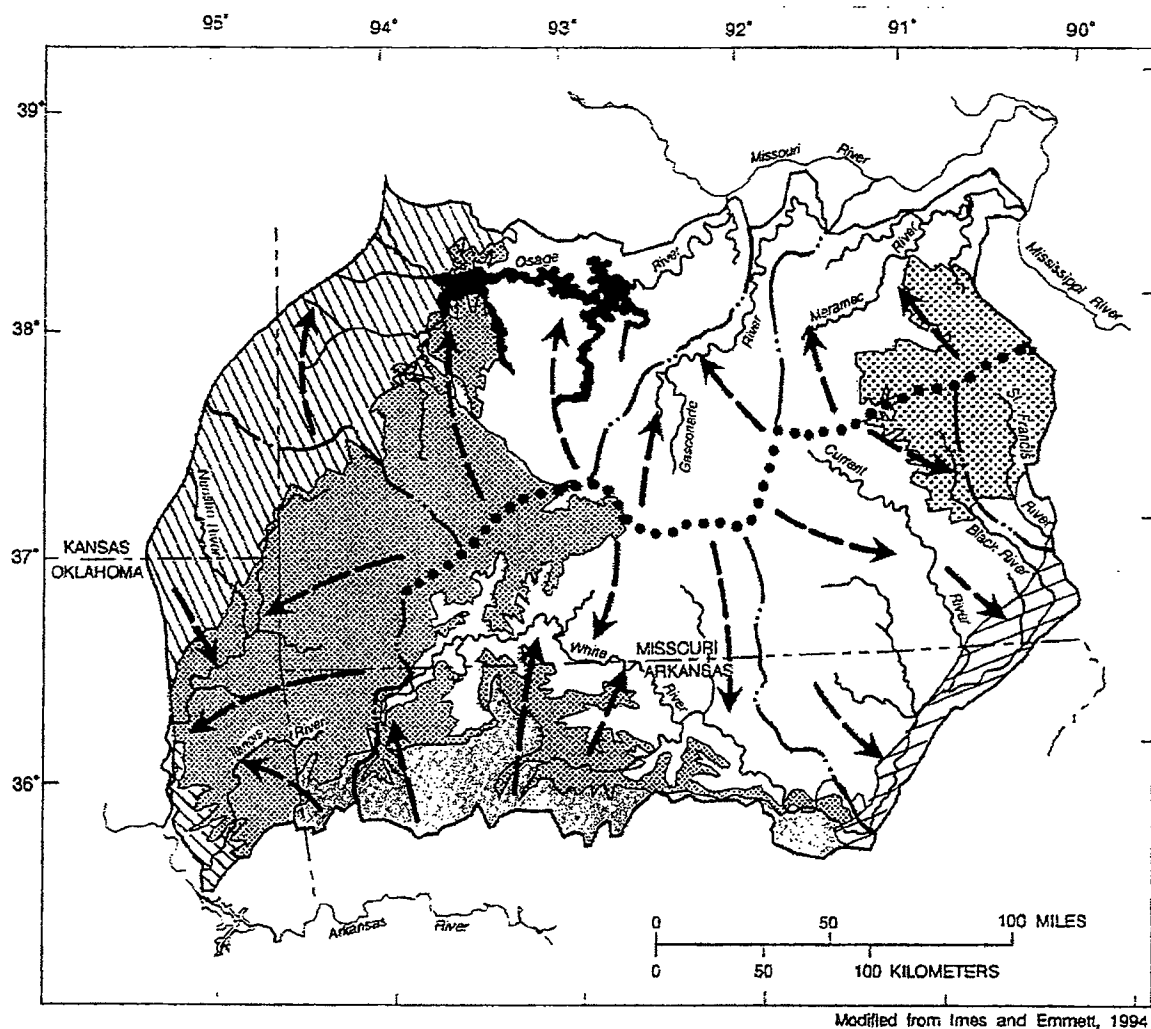 95° 94° 93° 92° 91° 90°
39°
Missouri River
Osage River
River
Meramec River
Mississippi River
38°
Gasconade
St. Francis River
Current River
Black River
37°
KANSAS
OKLAHOMA
White River
MISSOURI
ARKANSAS
Illinois River
36°
Arkansas River
0 50 100 MILES
0 50 100 KILOMETERS
Modified from Imes and Emmett, 1994